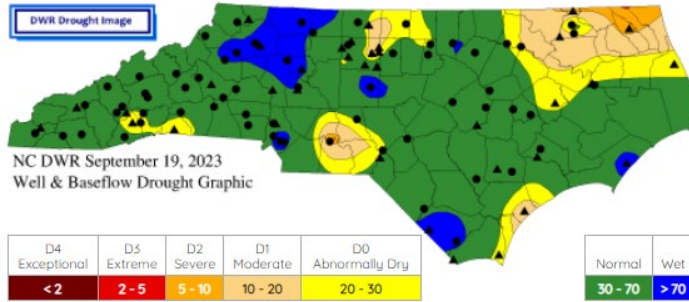 DWR Drought Image
NC DWR September 19, 2023
Well & Baseflow Drought Graphic
D4 D3 D2 D1 D0
Exceptional Extreme Severe Moderate Abnormally Dry Normal Wet
<2 2 - 5 5 - 10 10 - 20 20 - 30 30 - 70 >70